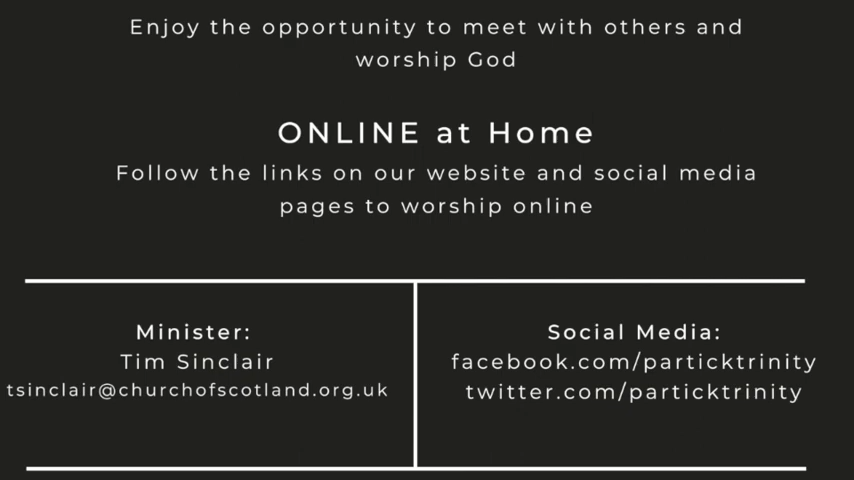 Enjoy the opportunity to meet with others and
worship God
ONLINE at Home
Follow the links on our website and social media
pages to worship online
Minister:
Tim Sinclair
tsinclair@churchofscotland.org.uk
Social Media:
facebook.com/particktrinity
twitter.com/particktrinity